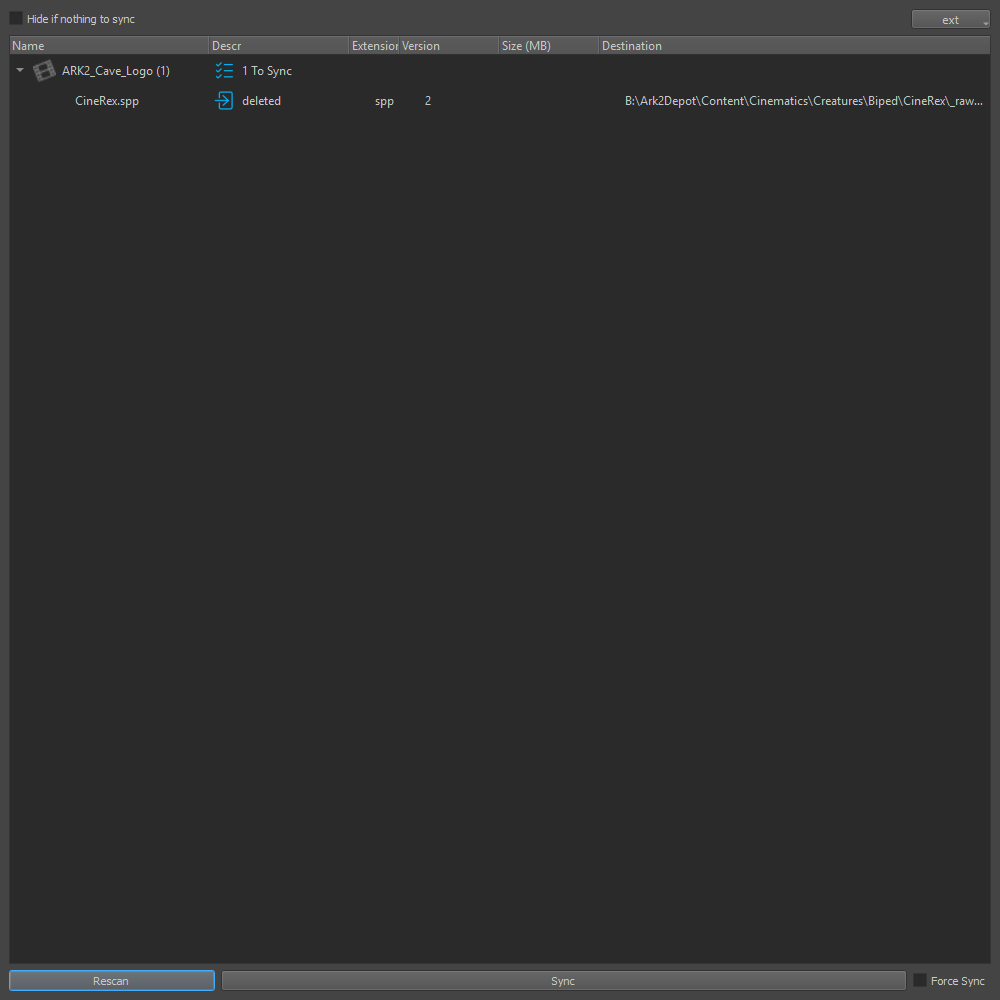 Hide if nothing to sync
ext
Name Descr Extension Version Size (MB) Destination
ARK2_Cave_Logo (1) 1 To Sync
CineRex.spp deleted spp 2 B:\Ark2Depot\Content\Cinematics\Creatures\Biped\CineRex\_raw...
Rescan Sync Force Sync